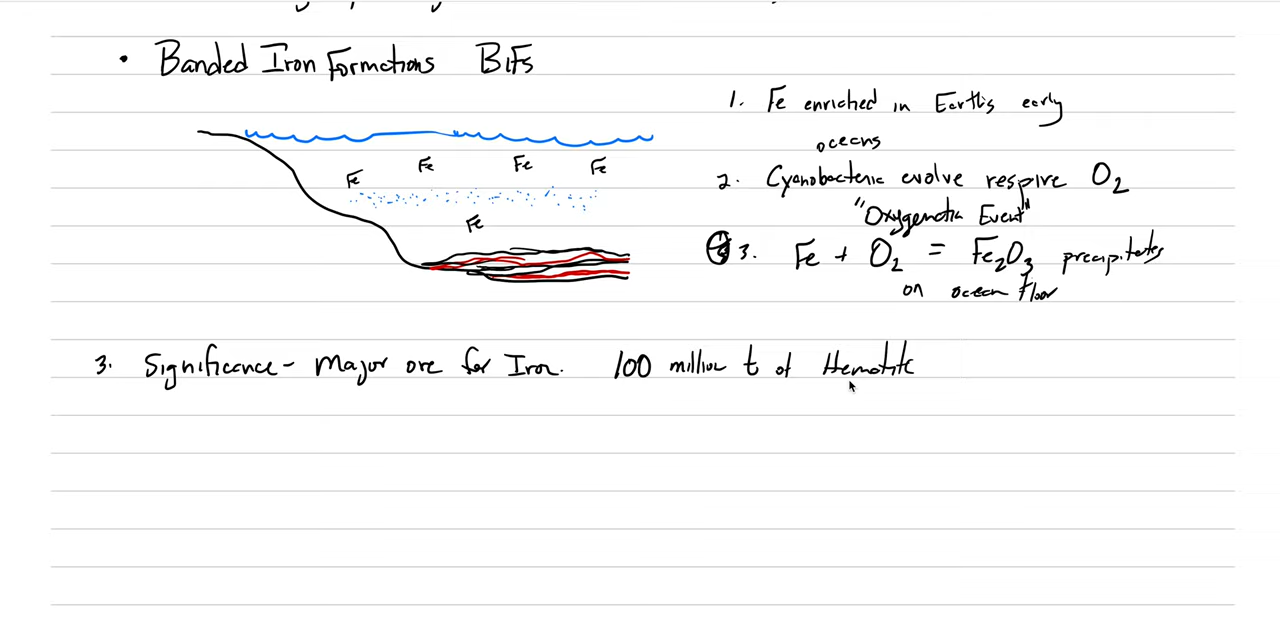 • Banded Iron Formations BIFs
1. Fe enriched in Earth's early
oceans
2. Cyanobacteria evolve respire O2
"Oxygenation Event"
3. Fe + O2 = Fe2O3 precipitates
on ocean floor
Fe Fe Fe Fe
Fe
3. Significance - Major ore for Iron. 100 million t of Hematite